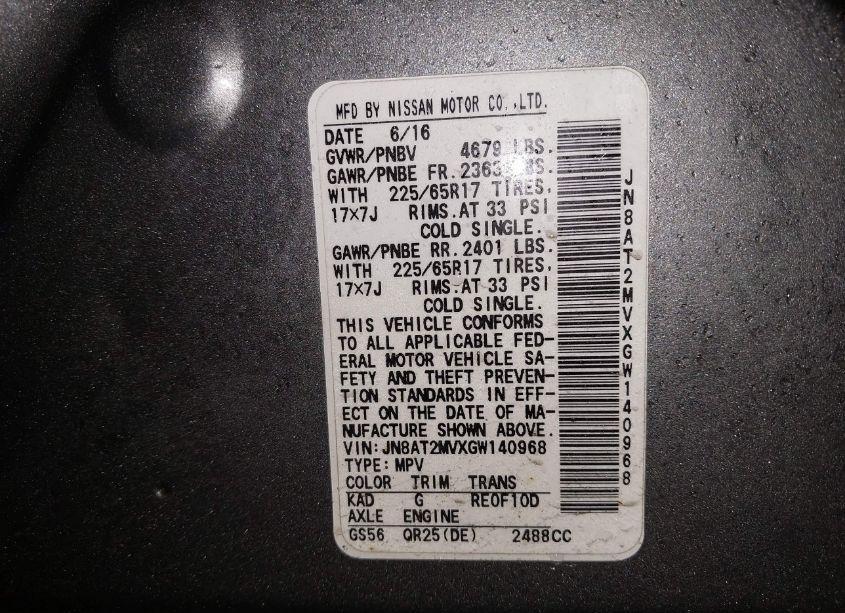 MFD BY NISSAN MOTOR CO.,LTD.
DATE 6/16
GVWR/PNBV 4679 LBS.
GAWR/PNBE FR. 2363 LBS.
WITH 225/65R17 TIRES,
17×7J RIMS.AT 33 PSI
COLD SINGLE.
GAWR/PNBE RR. 2401 LBS.
WITH 225/65R17 TIRES,
17×7J RIMS.AT 33 PSI
COLD SINGLE.
THIS VEHICLE CONFORMS
TO ALL APPLICABLE FED-
ERAL MOTOR VEHICLE SA-
FETY AND THEFT PREVEN-
TION STANDARDS IN EFF-
ECT ON THE DATE OF MA-
NUFACTURE SHOWN ABOVE.
VIN: JN8AT2MVXGW140968
TYPE: MPV
COLOR TRIM TRANS
KAD G RE0F10D
AXLE ENGINE
GS56 QR25(DE) 2488CC
JN8AT2MVXGW140968